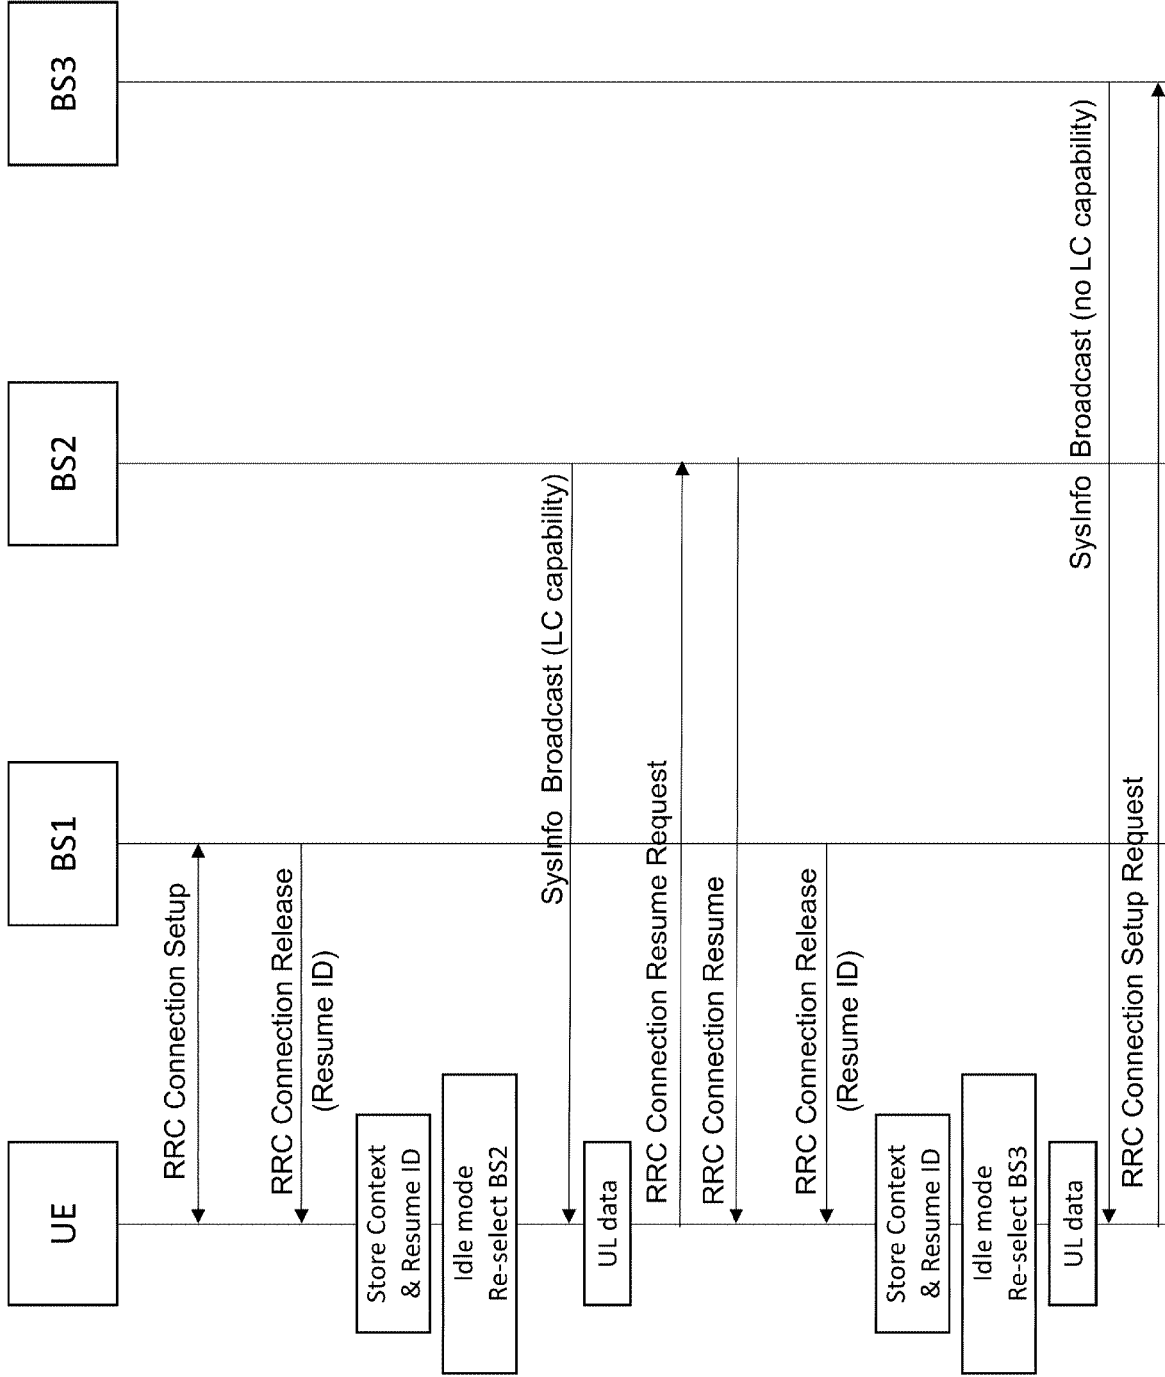 UE
BS1
BS2
BS3
RRC Connection Setup
RRC Connection Release
(Resume ID)
Store Context
& Resume ID
Idle mode
Re-select BS2
SysInfo Broadcast (LC capability)
UL data
RRC Connection Resume Request
RRC Connection Resume
RRC Connection Release
(Resume ID)
Store Context
& Resume ID
Idle mode
Re-select BS3
UL data
SysInfo Broadcast (no LC capability)
RRC Connection Setup Request